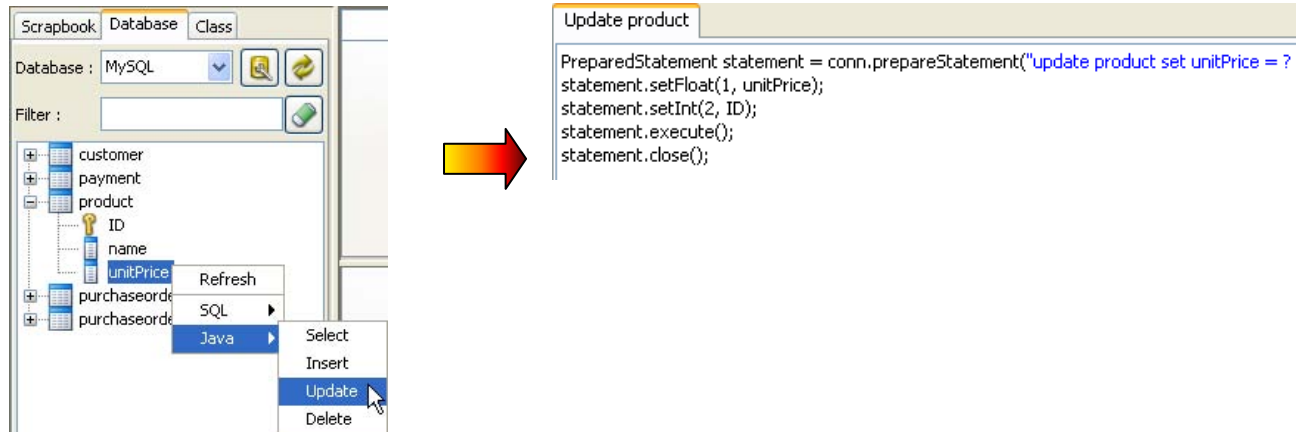 Scrapbook Database Class
Database : MySQL
Filter :
customer
payment
product
ID
name
unitPrice
Refresh
purchaseorde
SQL
purchaseorde
Java
Select
Insert
Update
Delete
Update product
PreparedStatement statement = conn.prepareStatement("update product set unitPrice = ?
statement.setFloat(1, unitPrice);
statement.setInt(2, ID);
statement.execute();
statement.close();